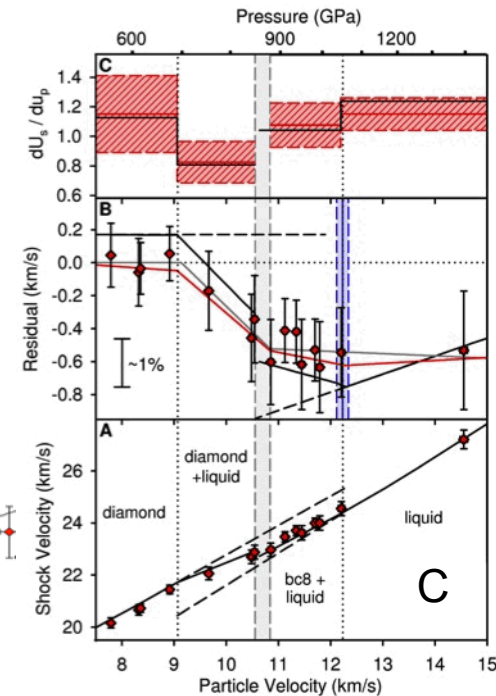 Pressure (GPa)
600 900 1200
C
dUs / dup
1.4
1.2
1.0
0.8
0.6
B
Residual (km/s)
0.2
0.0
-0.2
-0.4
-0.6
-0.8
~1%
A
Shock Velocity (km/s)
26
24
22
20
diamond
+liquid
diamond
liquid
bc8 +
liquid
C
8 9 10 11 12 13 14 15
Particle Velocity (km/s)